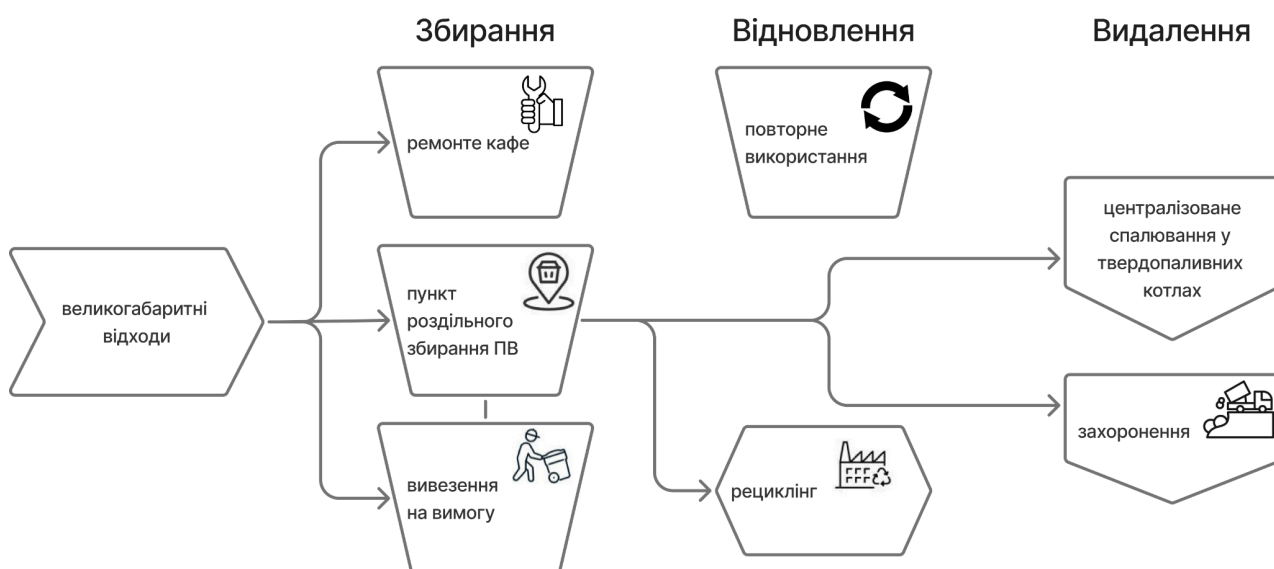 Збирання
Відновлення
Видалення
ремонте кафе
повторне
використання
централізоване
спалювання у
твердопаливних
котлах
великогабаритні
відходи
пункт
роздільного
збирання ПВ
захоронення
вивезення
на вимогу
рециклінг